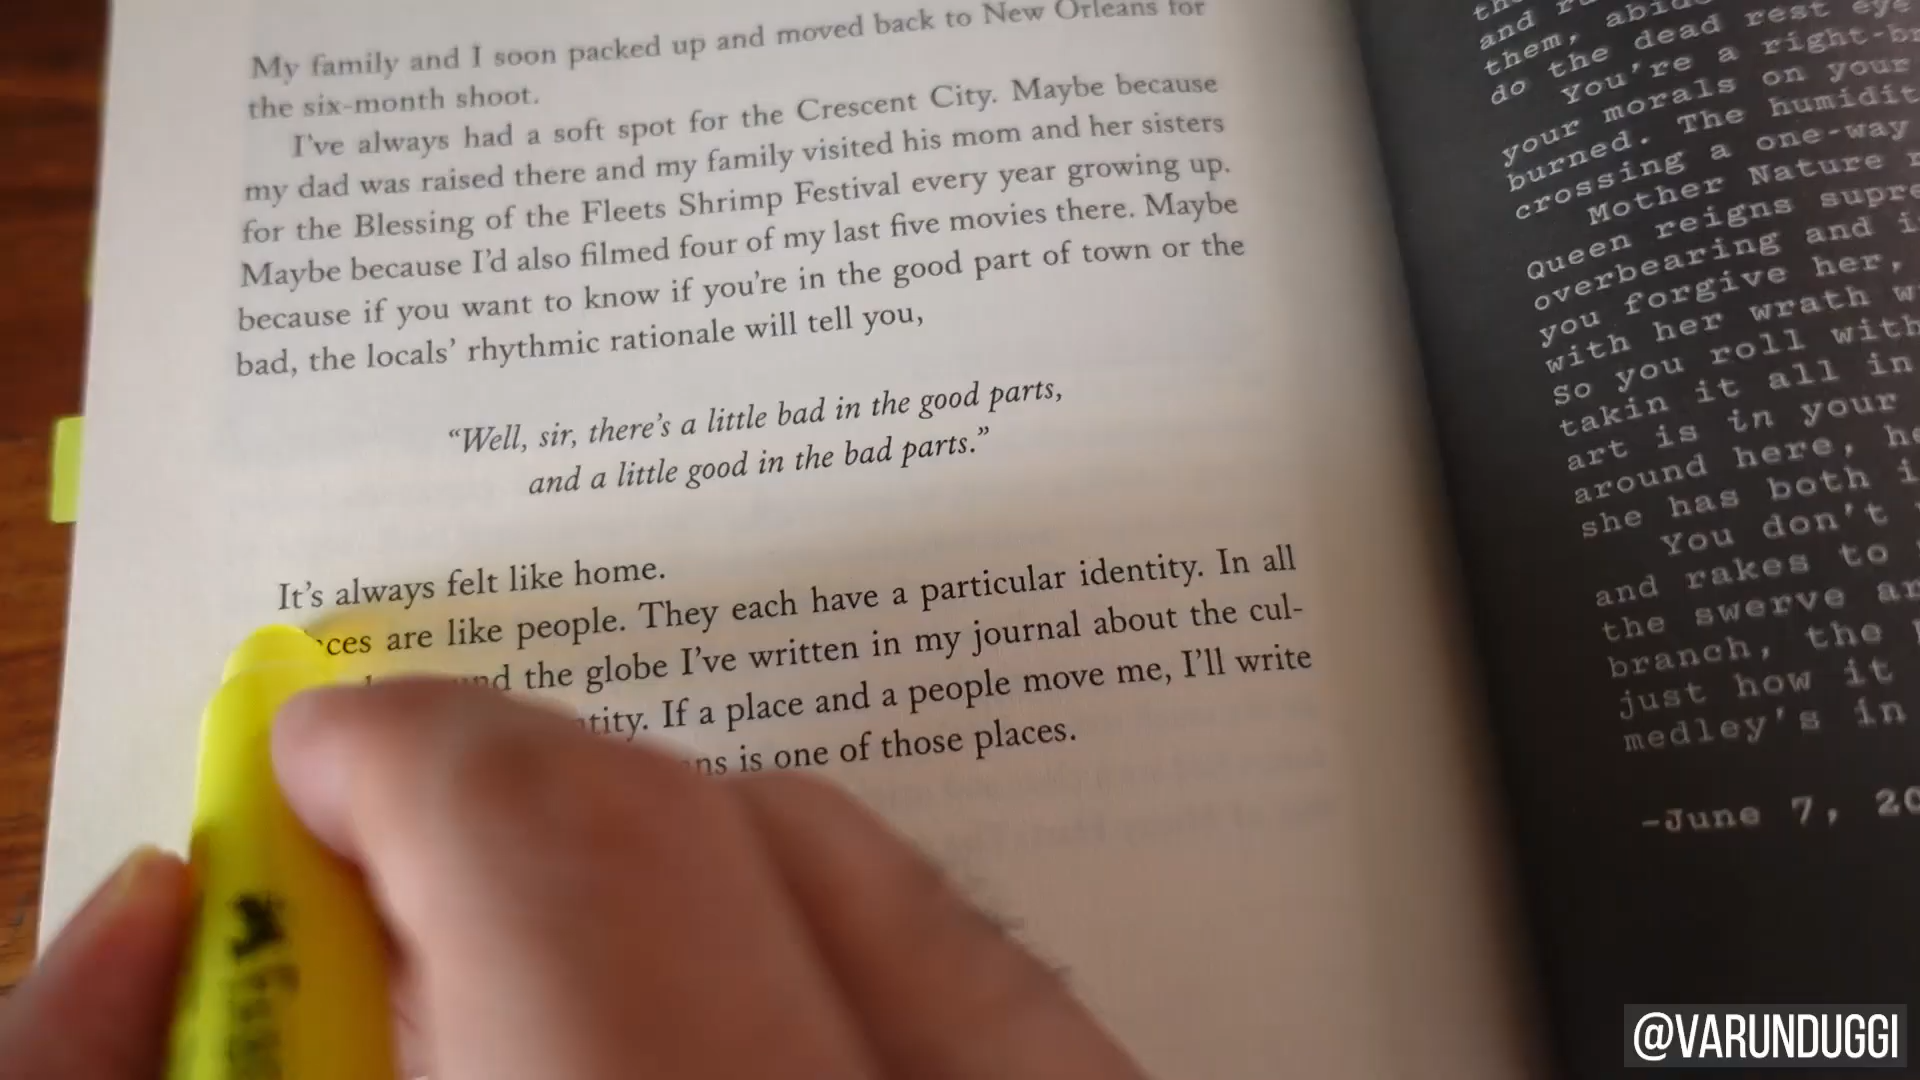 My family and I soon packed up and moved back to New Orleans for
the six-month shoot.
I've always had a soft spot for the Crescent City. Maybe because
my dad was raised there and my family visited his mom and her sisters
for the Blessing of the Fleets Shrimp Festival every year growing up.
Maybe because I'd also filmed four of my last five movies there. Maybe
because if you want to know if you're in the good part of town or the
bad, the locals' rhythmic rationale will tell you,
“Well, sir, there's a little bad in the good parts,
and a little good in the bad parts.”
It's always felt like home.
are like people. They each have a particular identity. In all
the globe I've written in my journal about the cul-
If a place and a people move me, I'll write
is one of those places.
and
them,
do the dead rest eye
You're a
your morals on your
burned. The
crossing a one-way
Mother Nature
Queen reigns
overbearing and
you forgive her,
with her wrath
So you roll with
takin it all in
art is in your
around here,
she has both
You don't
and rakes to
the swerve
branch, the
just how it
medley's in
-June 7, 20
@VARUNDUGGI